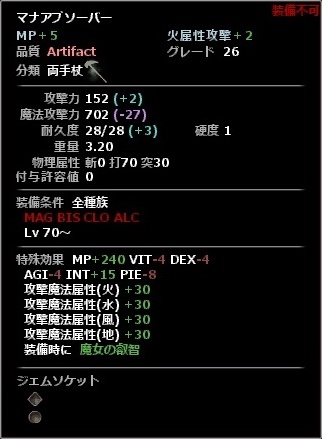 マナアブソーバー
装備不可
MP+5 火属性攻撃+2
品質 Artifact グレード 26
分類 両手杖
攻撃力 152 (+2)
魔法攻撃力 702 (-27)
耐久度 28/28 (+3) 硬度 1
重量 3.20
物理属性 斬0 打70 突30
付与許容値 0
装備条件 全種族
MAG BIS CLO ALC
Lv 70～
特殊効果 MP+240 VIT-4 DEX-4
AGI-4 INT+15 PIE-8
攻撃魔法属性(火) +30
攻撃魔法属性(水) +30
攻撃魔法属性(風) +30
攻撃魔法属性(地) +30
装備時に 魔女の叡智
ジェムソケット